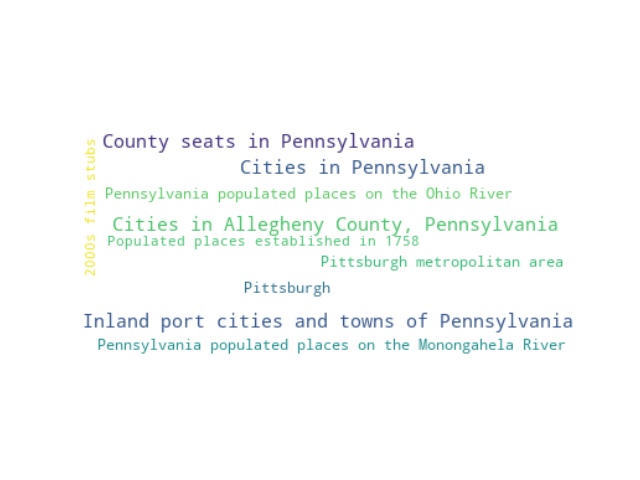 2000s film stubs
County seats in Pennsylvania
Cities in Pennsylvania
Pennsylvania populated places on the Ohio River
Cities in Allegheny County, Pennsylvania
Populated places established in 1758
Pittsburgh metropolitan area
Pittsburgh
Inland port cities and towns of Pennsylvania
Pennsylvania populated places on the Monongahela River